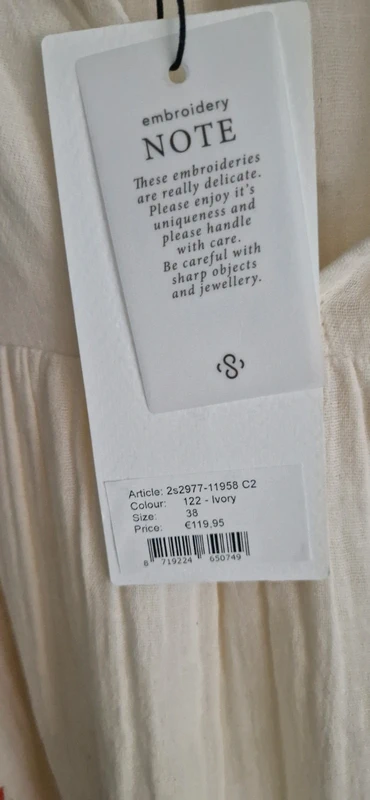 embroidery
NOTE
These embroideries
are really delicate.
Please enjoy it's
uniqueness and
please handle
with care.
Be careful with
sharp objects
and jewellery.
S
Article: 2s2977-11958 C2
Colour: 122 - Ivory
Size: 38
Price: €119,95
8 719224 650749